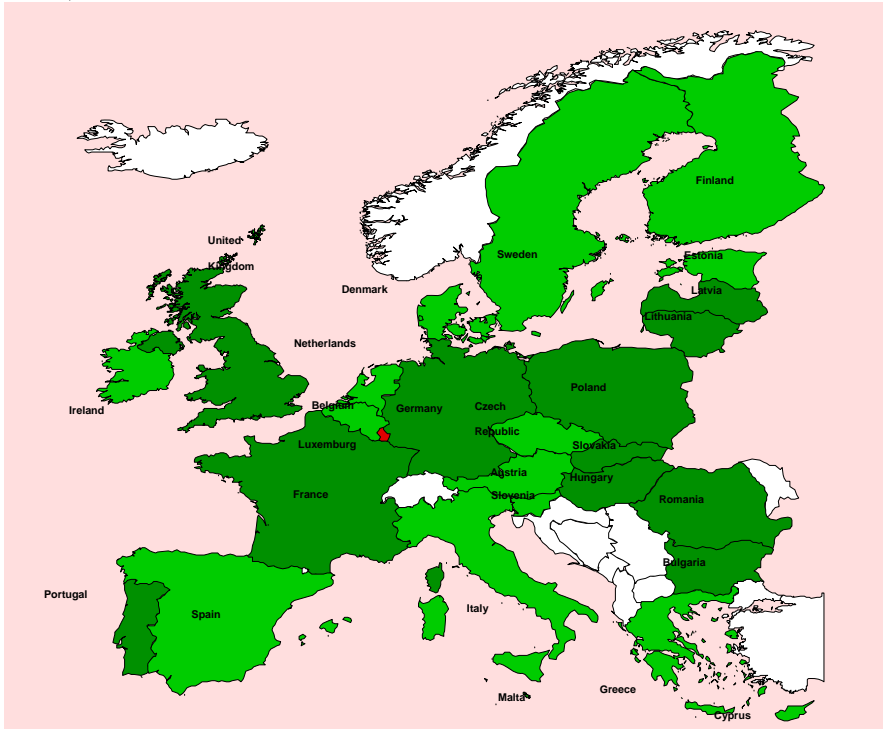 Finland
United
Kingdom
Sweden
Estonia
Denmark
Latvia
Lithuania
Netherlands
Poland
Ireland
Belgium
Germany
Czech
Republic
Luxemburg
Slovakia
Austria
Hungary
France
Slovenia
Romania
Bulgaria
Portugal
Spain
Italy
Malta
Greece
Cyprus